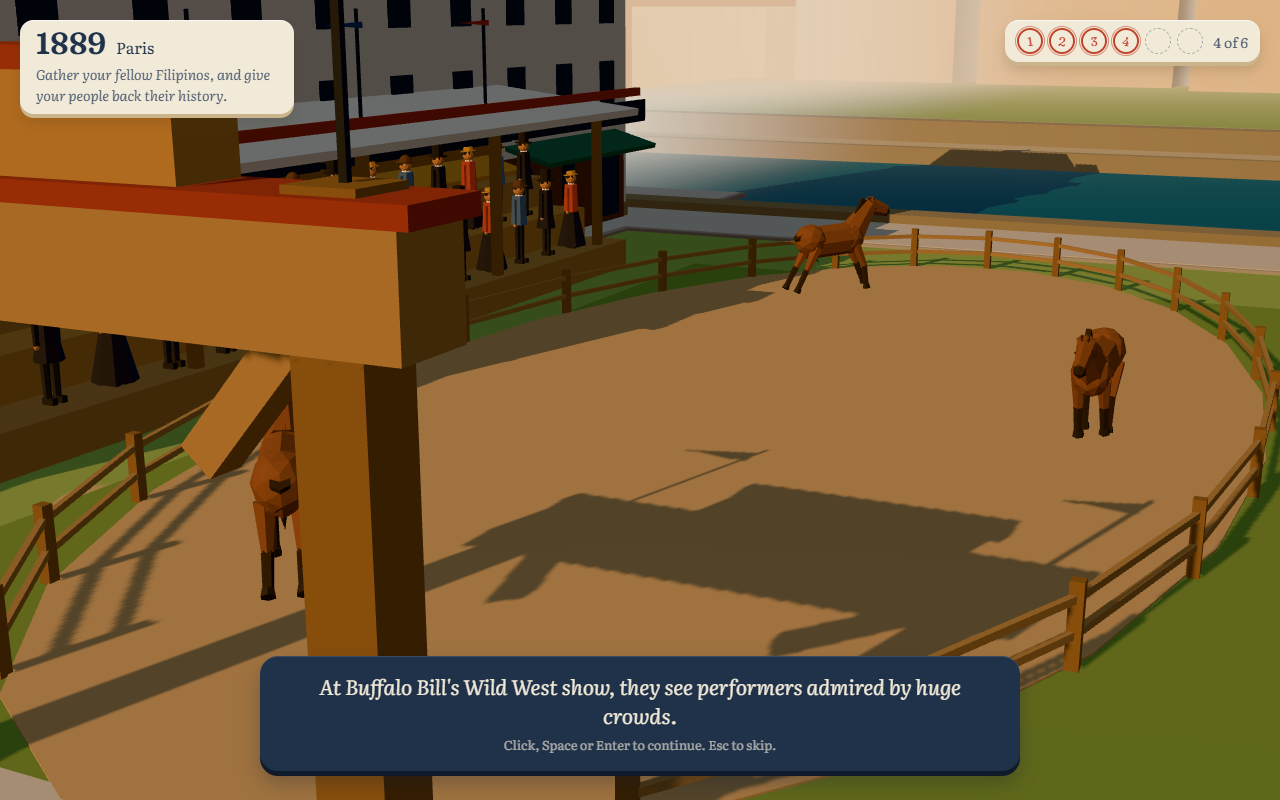 1889 Paris
Gather your fellow Filipinos, and give
your people back their history.
1 2 3 4 4 of 6
At Buffalo Bill's Wild West show, they see performers admired by huge
crowds.
Click, Space or Enter to continue. Esc to skip.